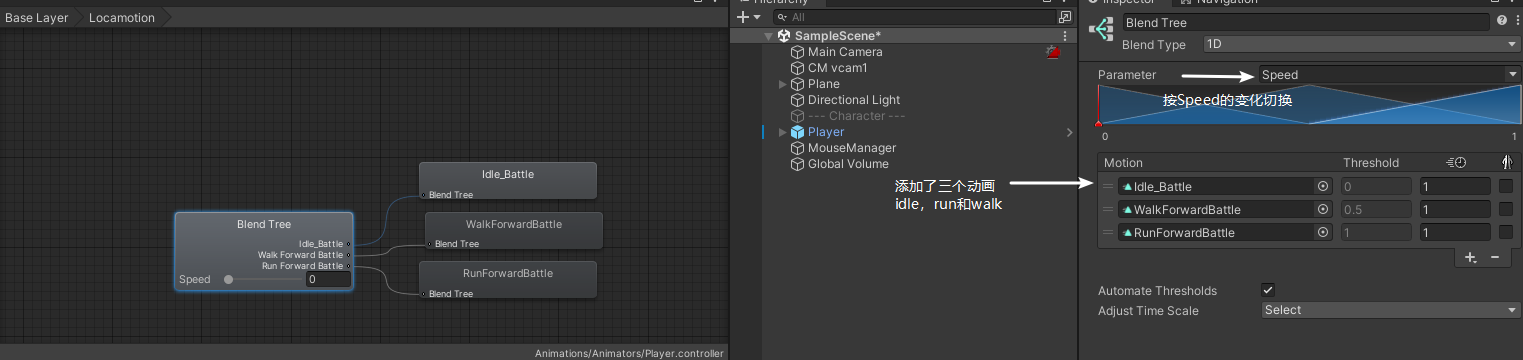 Hierarchy
Inspector
Navigation
Base Layer
Locamotion
All
SampleScene*
Main Camera
CM vcam1
Plane
Directional Light
--- Character ---
Player
MouseManager
Global Volume
添加了三个动画
idle，run和walk
Idle_Battle
Blend Tree
WalkForwardBattle
Blend Tree
RunForwardBattle
Blend Tree
Blend Tree
Idle_Battle
Walk Forward Battle
Run Forward Battle
Speed
0
Animations/Animators/Player.controller
Blend Tree
Blend Type 1D
Parameter Speed
按Speed的变化切换
0 1
Motion Threshold
Idle_Battle 0 1
WalkForwardBattle 0.5 1
RunForwardBattle 1 1
Automate Thresholds
Adjust Time Scale Select